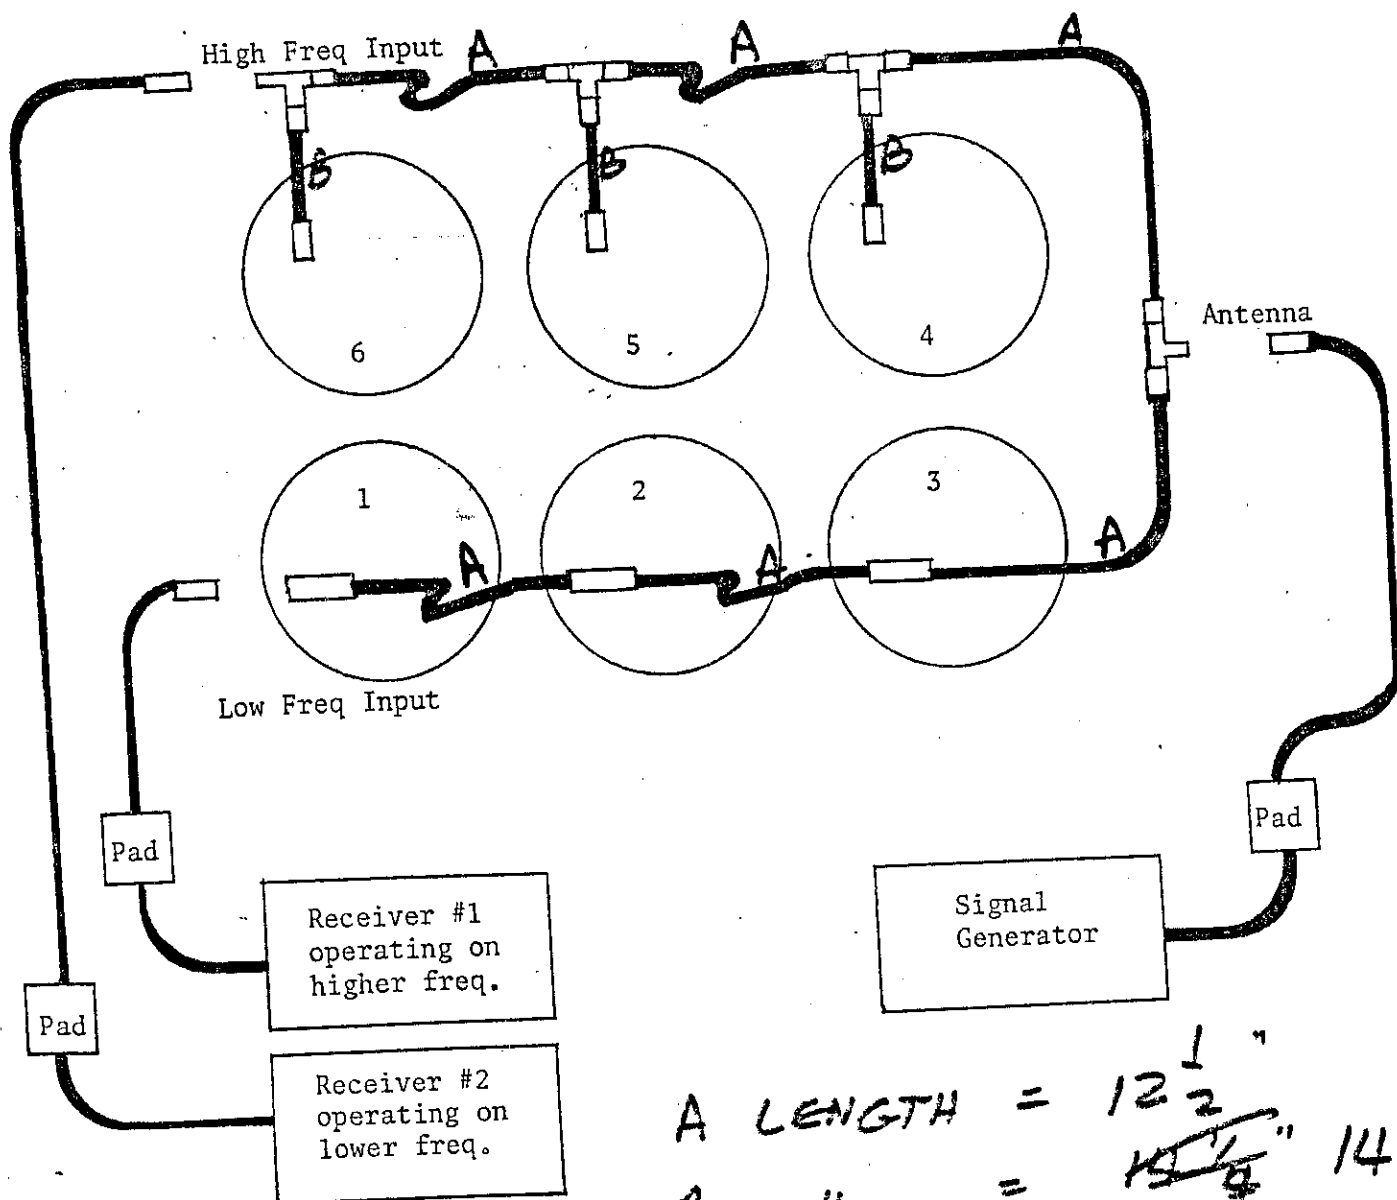 High Freq Input
A
A
A
B
B
B
6
5
4
Antenna
1
2
3
A
A
A
Low Freq Input
Pad
Pad
Pad
Receiver #1
operating on
higher freq.
Signal
Generator
Receiver #2
operating on
lower freq.
A LENGTH = 12 1/2 "
" = 14